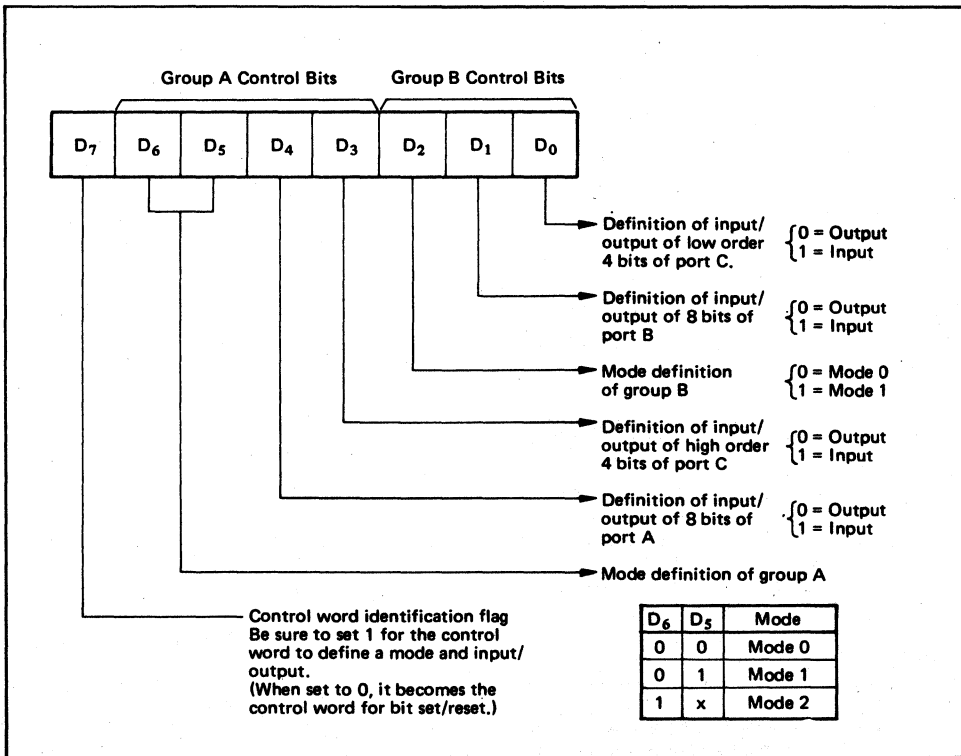 Group A Control Bits Group B Control Bits
D7 D6 D5 D4 D3 D2 D1 D0
Definition of input/
output of low order
4 bits of port C.
{0 = Output
1 = Input
Definition of input/
output of 8 bits of
port B
{0 = Output
1 = Input
Mode definition
of group B
{0 = Mode 0
1 = Mode 1
Definition of input/
output of high order
4 bits of port C
{0 = Output
1 = Input
Definition of input/
output of 8 bits of
port A
{0 = Output
1 = Input
Mode definition of group A
Control word identification flag
Be sure to set 1 for the control
word to define a mode and input/
output.
(When set to 0, it becomes the
control word for bit set/reset.)
D6 D5 Mode
0 0 Mode 0
0 1 Mode 1
1 x Mode 2